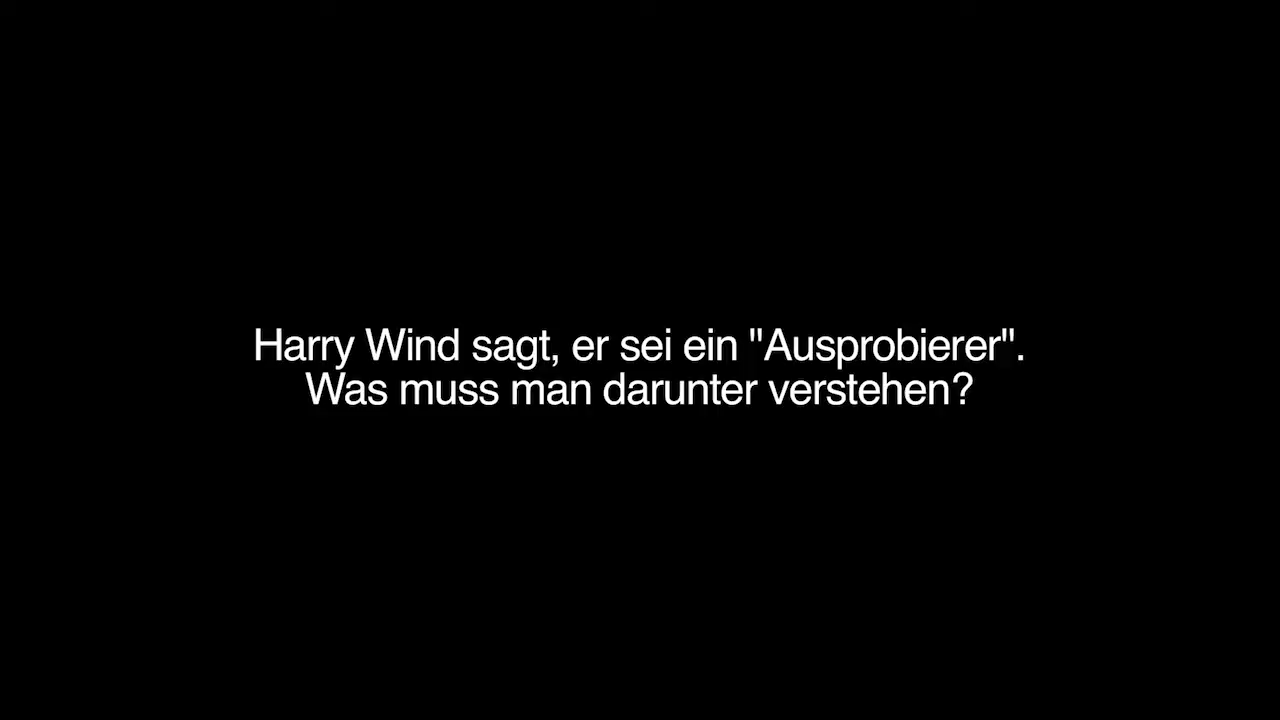 Harry Wind sagt, er sei ein "Ausprobierer".
Was muss man darunter verstehen?